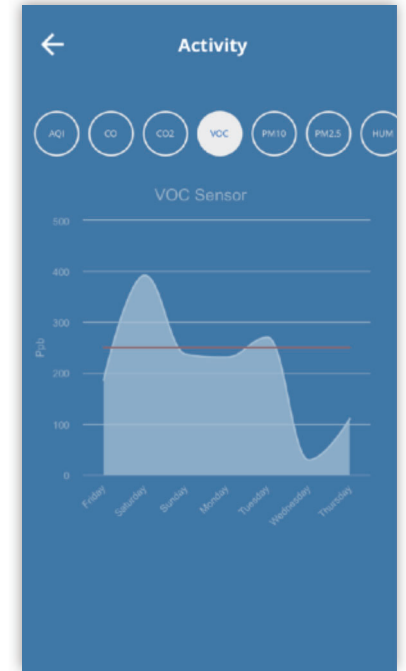 Activity
AQI CO CO2 VOC PM10 PM2.5 HUM
VOC Sensor
500
400
300
Ppb
200
100
0
Friday Saturday Sunday Monday Tuesday Wednesday Thursday